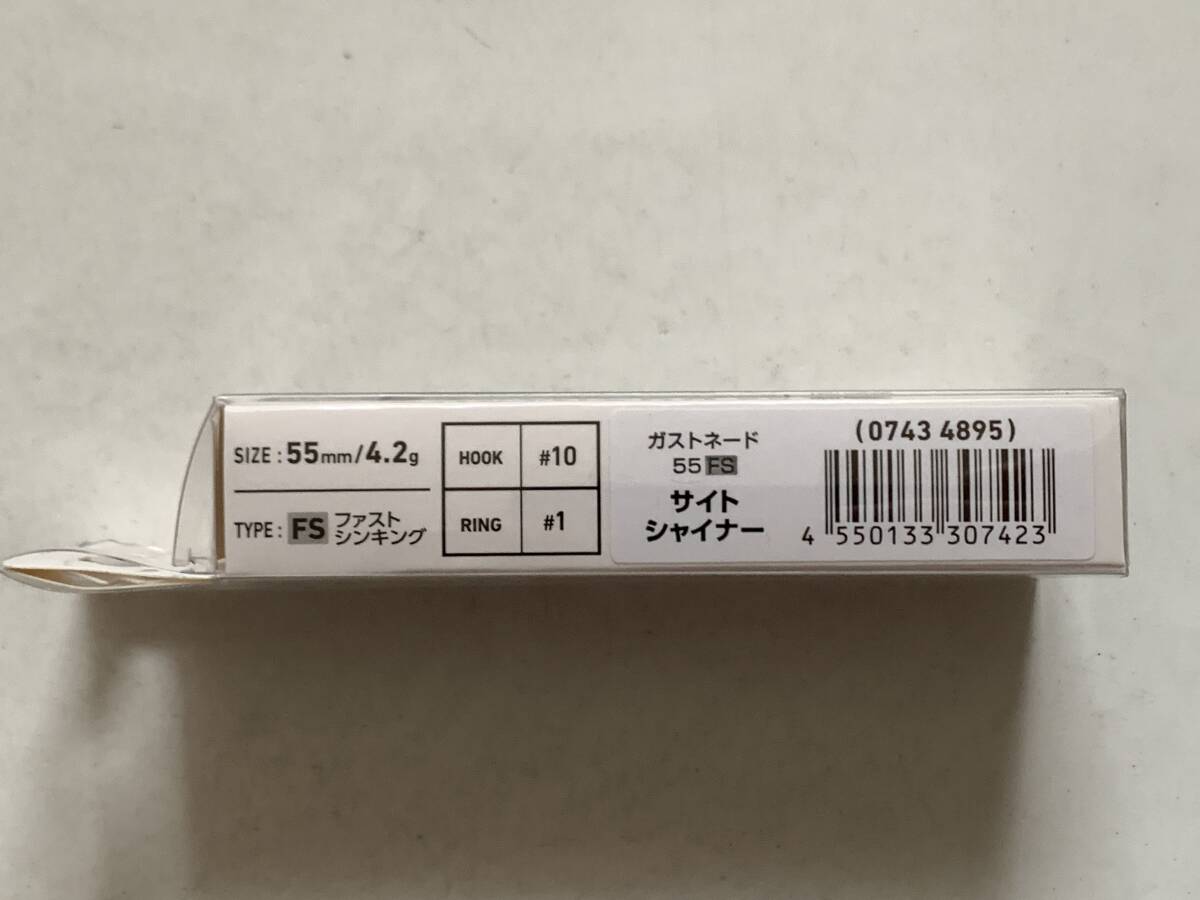 SIZE : 55mm/4.2g
TYPE : FS ファスト
シンキング
HOOK #10
RING #1
ガストネード
55 FS
サイト
シャイナー
(0743 4895)
4 550133 307423